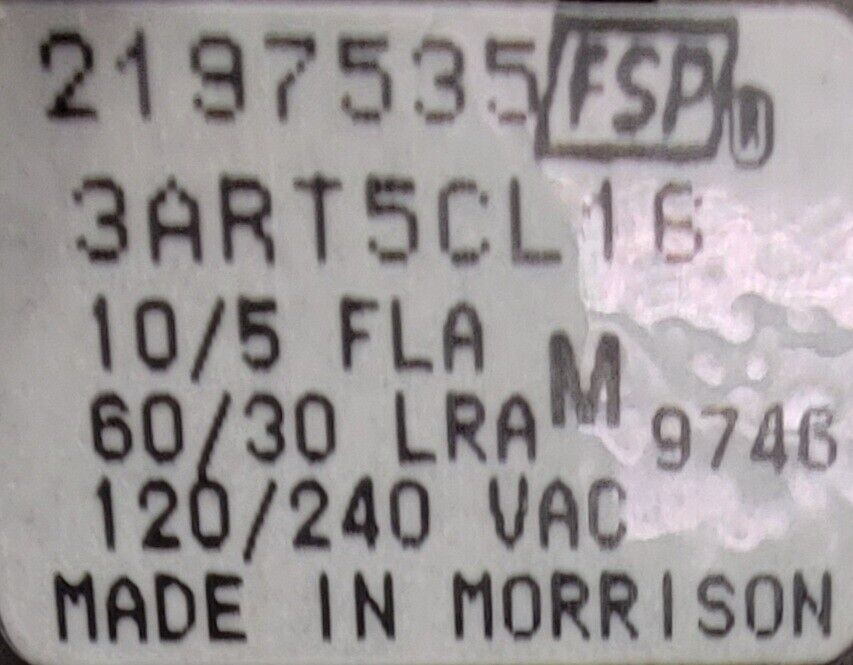 2197535 FSP
3ART5CL16
10/5 FLA
60/30 LRA M 9746
120/240 VAC
MADE IN MORRISON